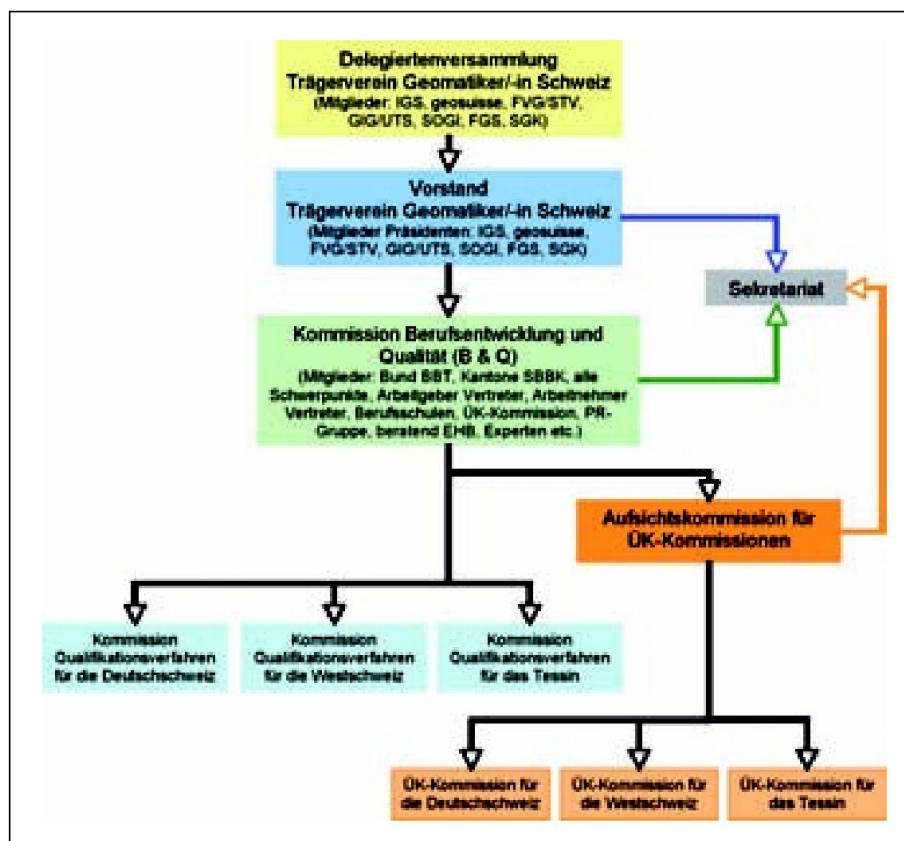 Delegiertenversammlung
Trägerverein Geomatiker/-in Schweiz
(Mitglieder: IGS, geosuisse, FVG/STV,
GIG/UTS, SOGI, FGS, SGK)
Vorstand
Trägerverein Geomatiker/-in Schweiz
(Mitglieder Präsidenten: IGS, geosuisse,
FVG/STV, GIG/UTS, SOGI, FGS, SGK)
Sekretariat
Kommission Berufsentwicklung und
Qualität (B & Q)
(Mitglieder: Bund BBT, Kantone SBBK, alle
Schwerpunkte, Arbeitgeber Vertreter, Arbeitnehmer
Vertreter, Berufsschulen, ÜK-Kommission, PR-
Gruppe, beratend EHB, Experten etc.)
Aufsichtskommission für
ÜK-Kommissionen
Kommission
Qualifikationsverfahren
für die Deutschschweiz
Kommission
Qualifikationsverfahren
für die Westschweiz
Kommission
Qualifikationsverfahren
für das Tessin
ÜK-Kommission für
die Deutschschweiz
ÜK-Kommission für
die Westschweiz
ÜK-Kommission für
das Tessin